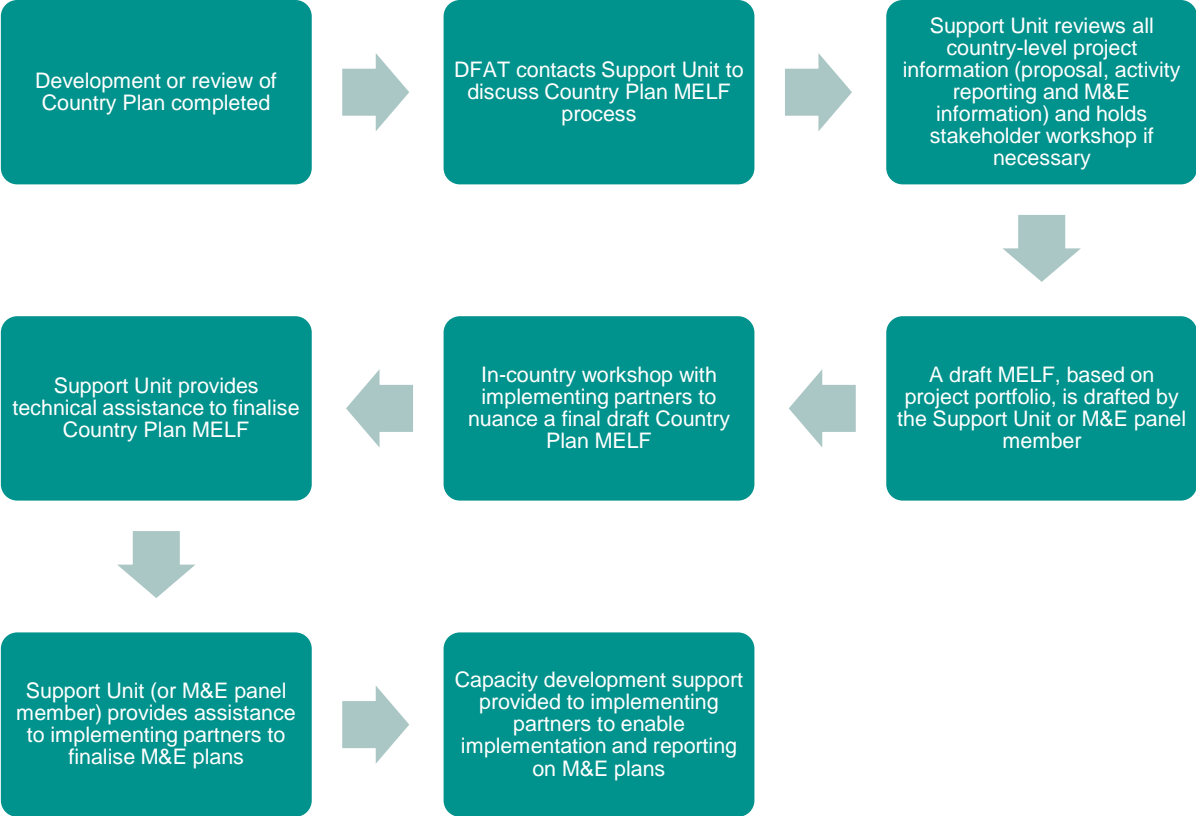 Development or review of
Country Plan completed
DFAT contacts Support Unit to
discuss Country Plan MELF
process
Support Unit reviews all
country-level project
information (proposal, activity
reporting and M&E
information) and holds
stakeholder workshop if
necessary
A draft MELF, based on
project portfolio, is drafted by
the Support Unit or M&E panel
member
In-country workshop with
implementing partners to
nuance a final draft Country
Plan MELF
Support Unit provides
technical assistance to finalise
Country Plan MELF
Support Unit (or M&E panel
member) provides assistance
to implementing partners to
finalise M&E plans
Capacity development support
provided to implementing
partners to enable
implementation and reporting
on M&E plans